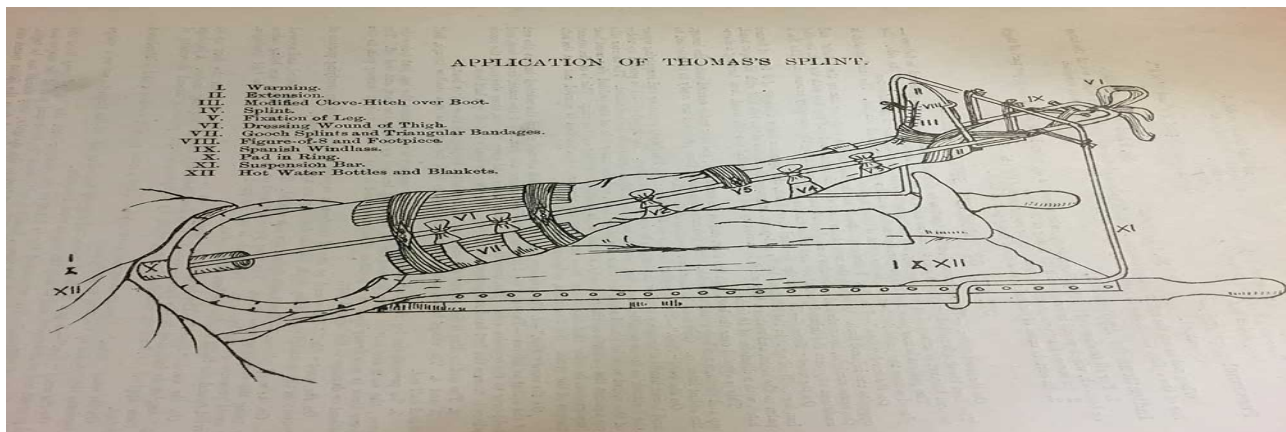 APPLICATION OF THOMAS'S SPLINT.
I. Warming.
II. Extension.
III. Modified Clove-Hitch over Boot.
IV. Splint.
V. Fixation of Leg.
VI. Dressing Wound of Thigh.
VII. Gooch Splints and Triangular Bandages.
VIII. Figure-of-8 and Footpiece.
IX. Spanish Windlass.
X. Pad in Ring.
XI. Suspension Bar.
XII Hot Water Bottles and Blankets.
VI
IX
II
VIII
III
V3
V4
V5
V2
VI
VII
XI
X
I & XII
I & XII